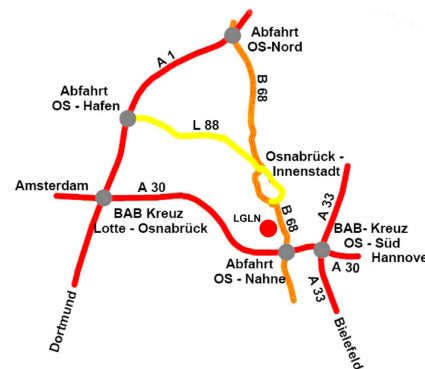 Abfahrt
OS-Nord
A 1
B 68
Abfahrt
OS - Hafen
L 88
Osnabrück -
Innenstadt
Amsterdam
A 30
BAB Kreuz
Lotte - Osnabrück
LGLN
B 68
A 33
BAB- Kreuz
OS - Süd
Hannove
A 30
Abfahrt
OS - Nahne
A 33
Dortmund
Bielefeld